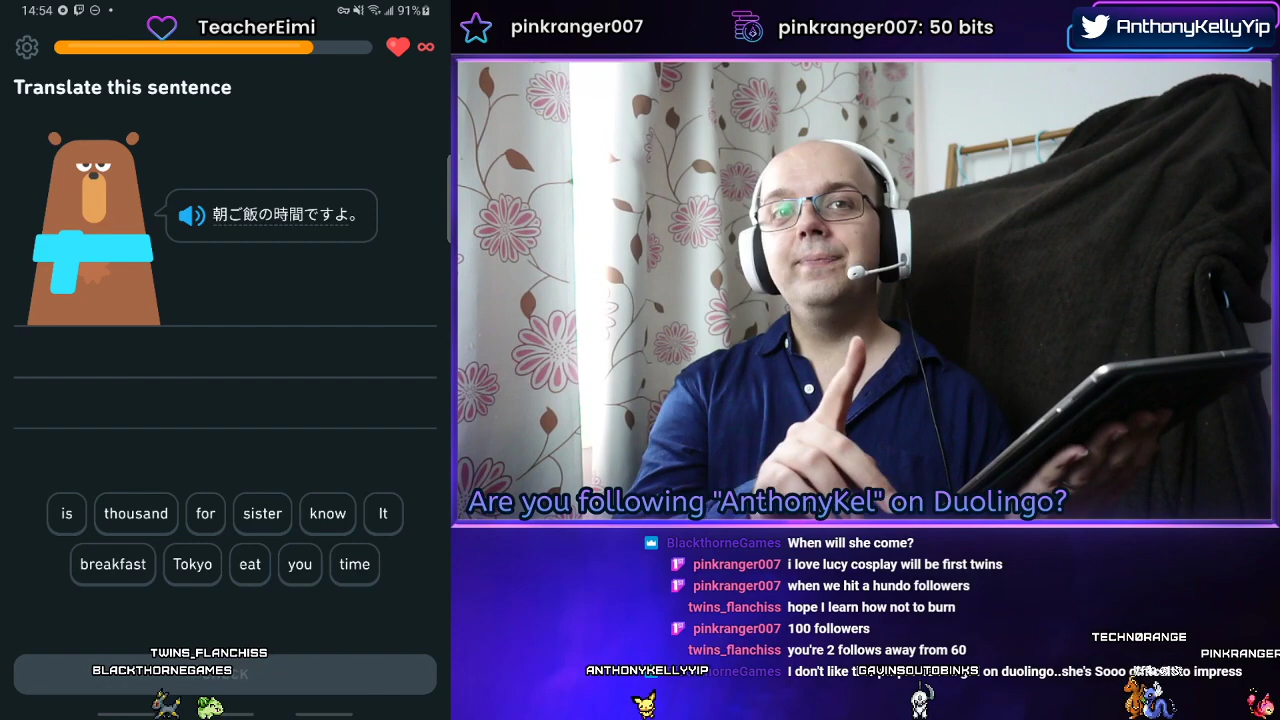 14:54
91%
TeacherEimi
∞
Translate this sentence
朝ご飯の時間ですよ。
is
thousand
for
sister
know
It
breakfast
Tokyo
eat
you
time
TWINS_FLANCHISS
BLACKTHORNEGAMES
pinkranger007
pinkranger007: 50 bits
AnthonyKellyYip
Are you following "AnthonyKel" on Duolingo?
BlackthorneGames When will she come?
pinkranger007 i love lucy cosplay will be first twins
pinkranger007 when we hit a hundo followers
twins_flanchiss hope I learn how not to burn
pinkranger007 100 followers
twins_flanchiss you're 2 follows away from 60
I don't like
on duolingo..she's Sooo
to impress
TECHN0RANGE
PINKRANGER
ANTHONYKELLYYIP
GAVINSOUTOBINKS